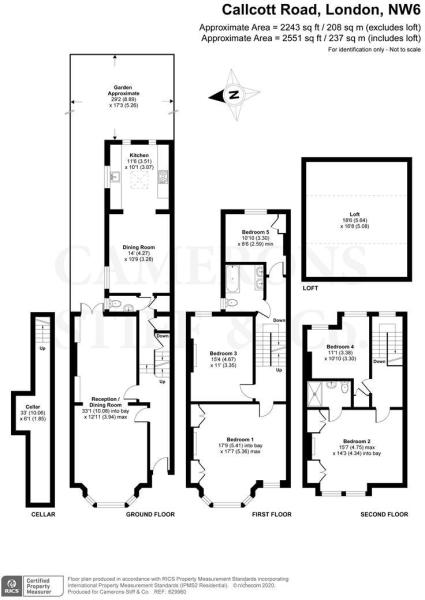 Callcott Road, London, NW6
Approximate Area = 2243 sq ft / 208 sq m (excludes loft)
Approximate Area = 2551 sq ft / 237 sq m (includes loft)
For identification only - Not to scale
N
Garden
Approximate
29'2 (8.89)
x 17'3 (5.26)
Kitchen
11'6 (3.51)
x 10'1 (3.07)
Dining Room
14' (4.27)
x 10'9 (3.28)
Down
Up
Reception /
Dining Room
33'1 (10.08) into bay
x 12'11 (3.94) max
Up
Cellar
33' (10.06)
x 6'1 (1.85)
Bedroom 5
10'10 (3.30)
x 8'6 (2.59) min
Down
Up
Bedroom 3
15'4 (4.67)
x 11' (3.35)
Bedroom 1
17'9 (5.41) into bay
x 17'7 (5.36) max
Loft
18'6 (5.64)
x 16'8 (5.08)
LOFT
Bedroom 4
11'1 (3.38)
x 10'10 (3.30)
Down
Bedroom 2
15'7 (4.75) max
x 14'3 (4.34) into bay
CELLAR
GROUND FLOOR
FIRST FLOOR
SECOND FLOOR
CAMERONS
STIFF & Co
RICS
Certified
Property
Measurer
Floor plan produced in accordance with RICS Property Measurement Standards incorporating
International Property Measurement Standards (IPMS2 Residential). © nichecom 2020.
Produced for Camerons-Stiff & Co. REF: 629960